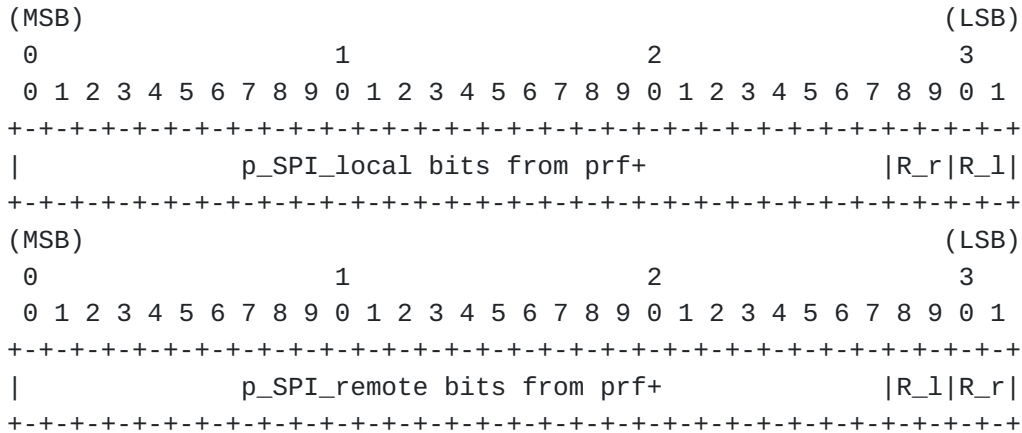 (MSB)                                                       (LSB)
 0                   1                   2                   3
 0 1 2 3 4 5 6 7 8 9 0 1 2 3 4 5 6 7 8 9 0 1 2 3 4 5 6 7 8 9 0 1
+-+-+-+-+-+-+-+-+-+-+-+-+-+-+-+-+-+-+-+-+-+-+-+-+-+-+-+-+-+-+-+-+
|              p_SPI_local bits from prf+               |R_r|R_l|
+-+-+-+-+-+-+-+-+-+-+-+-+-+-+-+-+-+-+-+-+-+-+-+-+-+-+-+-+-+-+-+-+
(MSB)                                                       (LSB)
 0                   1                   2                   3
 0 1 2 3 4 5 6 7 8 9 0 1 2 3 4 5 6 7 8 9 0 1 2 3 4 5 6 7 8 9 0 1
+-+-+-+-+-+-+-+-+-+-+-+-+-+-+-+-+-+-+-+-+-+-+-+-+-+-+-+-+-+-+-+-+
|              p_SPI_remote bits from prf+              |R_l|R_r|
+-+-+-+-+-+-+-+-+-+-+-+-+-+-+-+-+-+-+-+-+-+-+-+-+-+-+-+-+-+-+-+-+